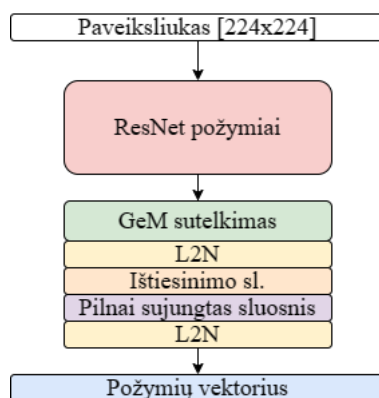 Paveiksliukas [224x224]
ResNet požymiai
GeM sutelkimas
L2N
Ištiesinimo sl.
Pilnai sujungtas sluosnis
L2N
Požymių vektorius